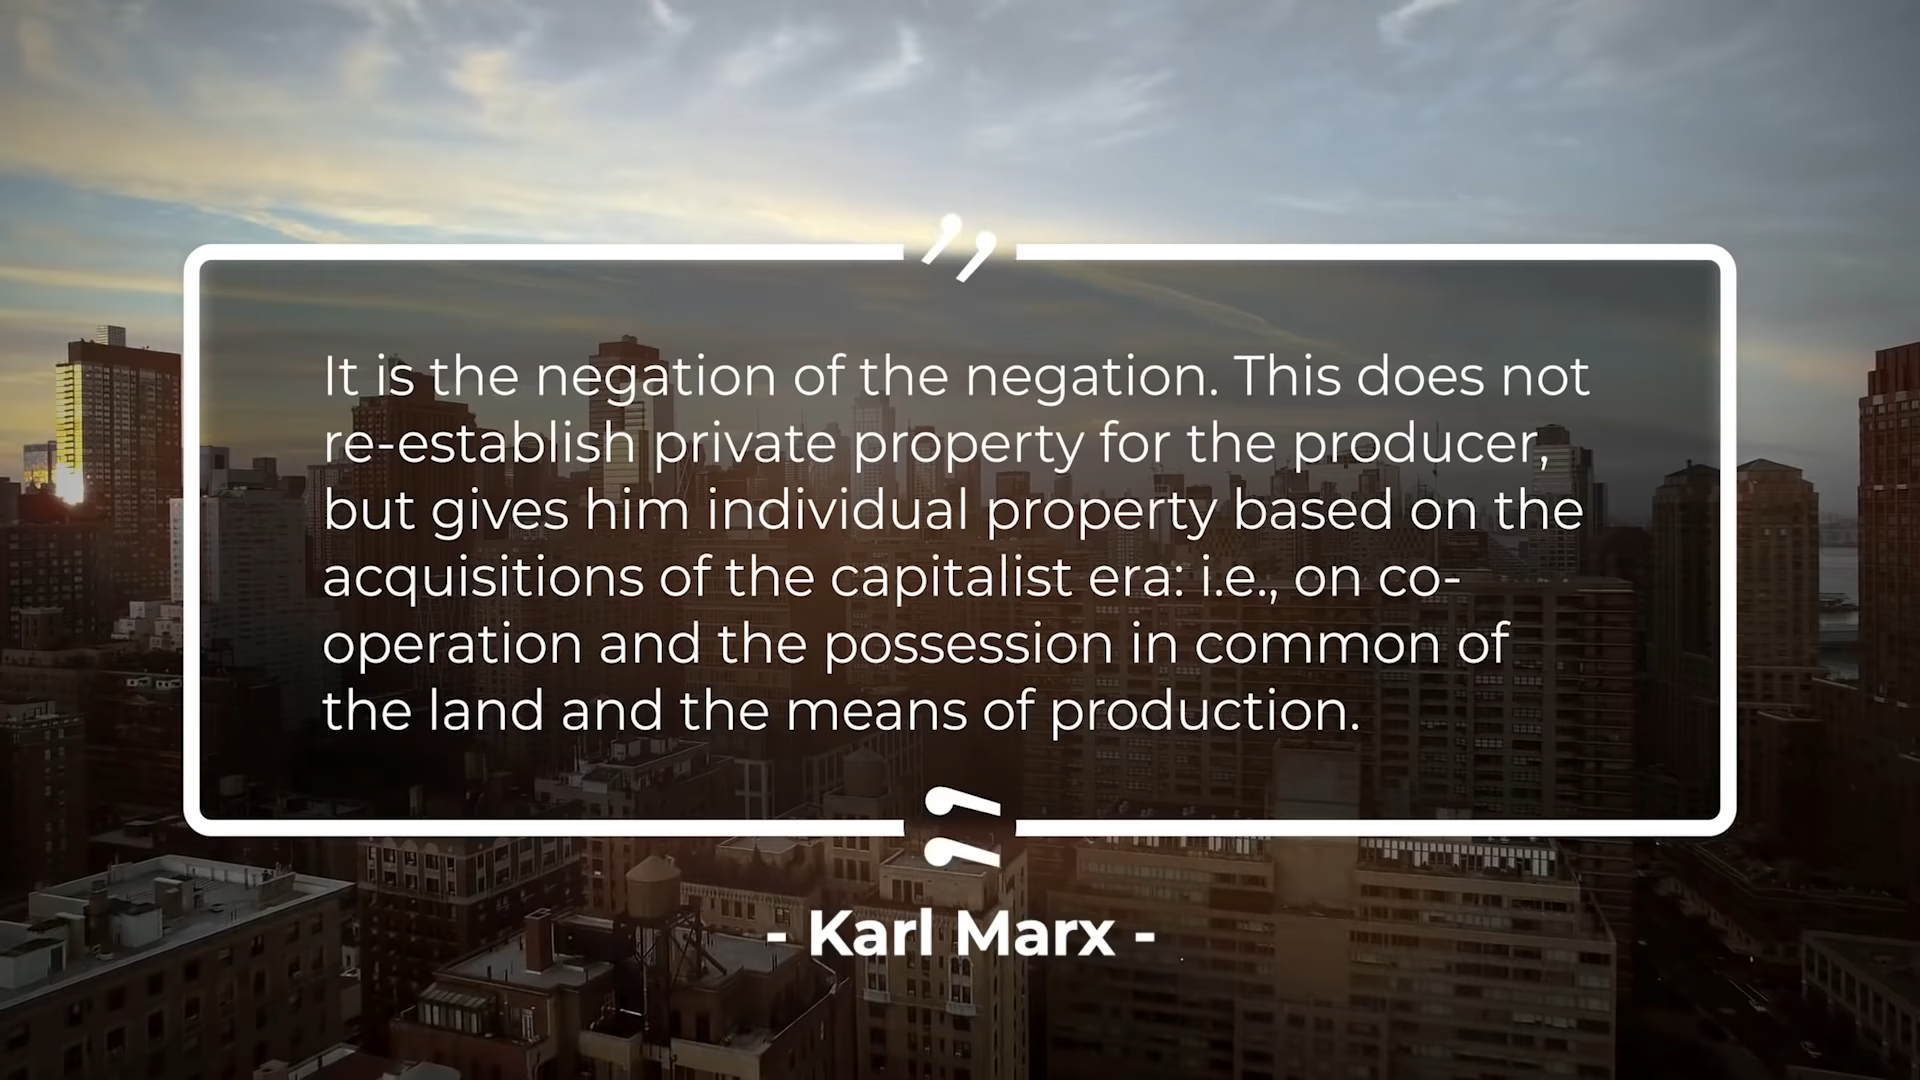 It is the negation of the negation. This does not
re-establish private property for the producer,
but gives him individual property based on the
acquisitions of the capitalist era: i.e., on co-
operation and the possession in common of
the land and the means of production.
- Karl Marx -